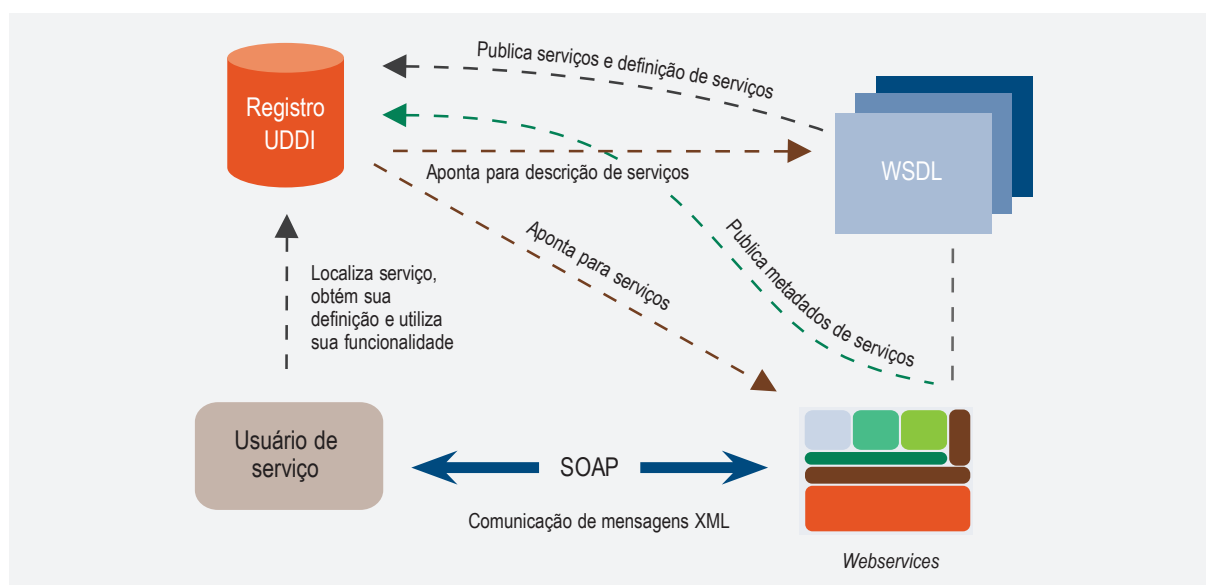 Publica serviços e definição de serviços
Registro
UDDI
WSDL
Aponta para descrição de serviços
Aponta para serviços
Publica metadados de serviços
Localiza serviço,
obtém sua
definição e utiliza
sua funcionalidade
Usuário de
serviço
SOAP
Comunicação de mensagens XML
Webservices